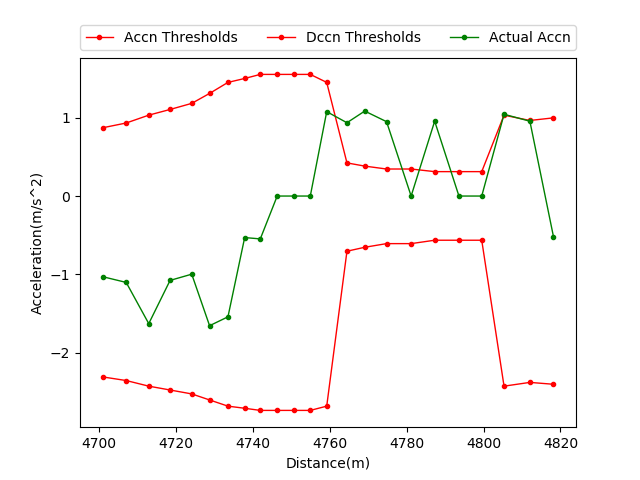 Accn Thresholds Dccn Thresholds Actual Accn
1
0
−1
−2
Acceleration(m/s^2)
4700 4720 4740 4760 4780 4800 4820
Distance(m)